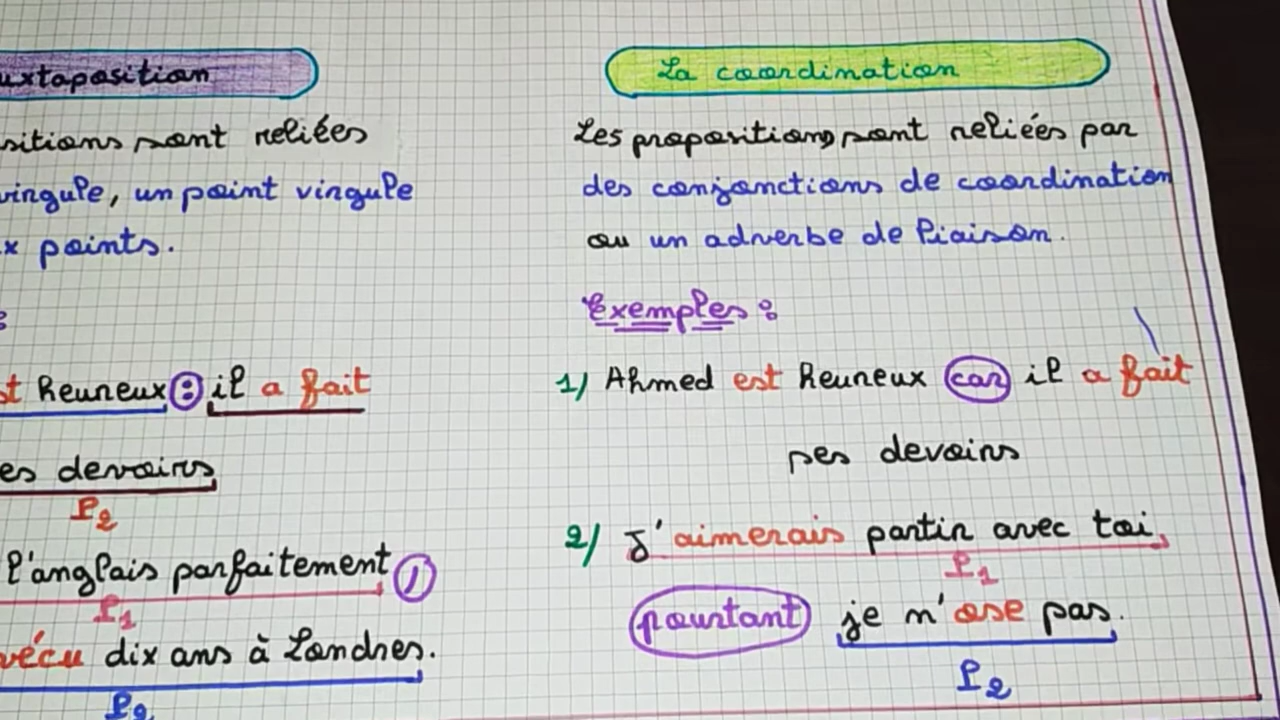 uxtaposition
sitions sont reliées
virgule, un point virgule
x points.
:
st heureux : il a fait
es devoirs
P2
l'anglais parfaitement ;
P1
vécu dix ans à Londres.
P2
La coordination
Les propositions sont reliées par
des conjonctions de coordination
ou un adverbe de liaison.
Exemples :
1/ Ahmed est heureux car il a fait
ses devoirs
2/ J'aimerais partir avec toi,
P1
pourtant je n'ose pas.
P2